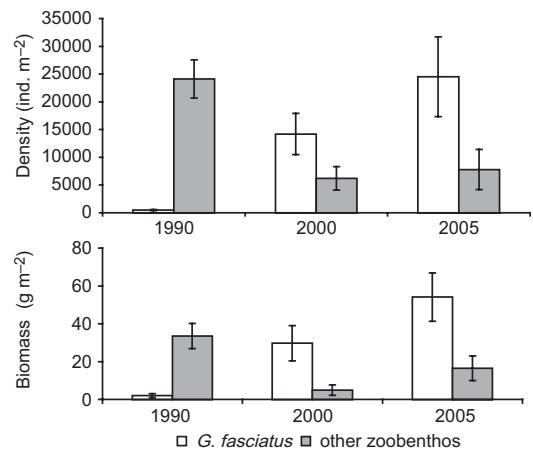 Density (ind. m–2)
35000
30000
25000
20000
15000
10000
5000
0
1990 2000 2005
Biomass (g m–2)
80
60
40
20
0
1990 2000 2005
G. fasciatus other zoobenthos